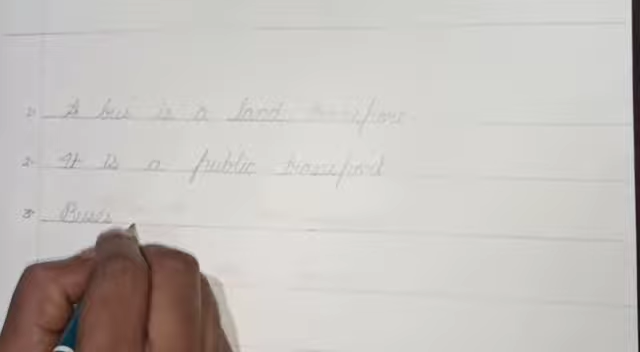 1. A bus is a land
2. It is a public transport
3. Buses